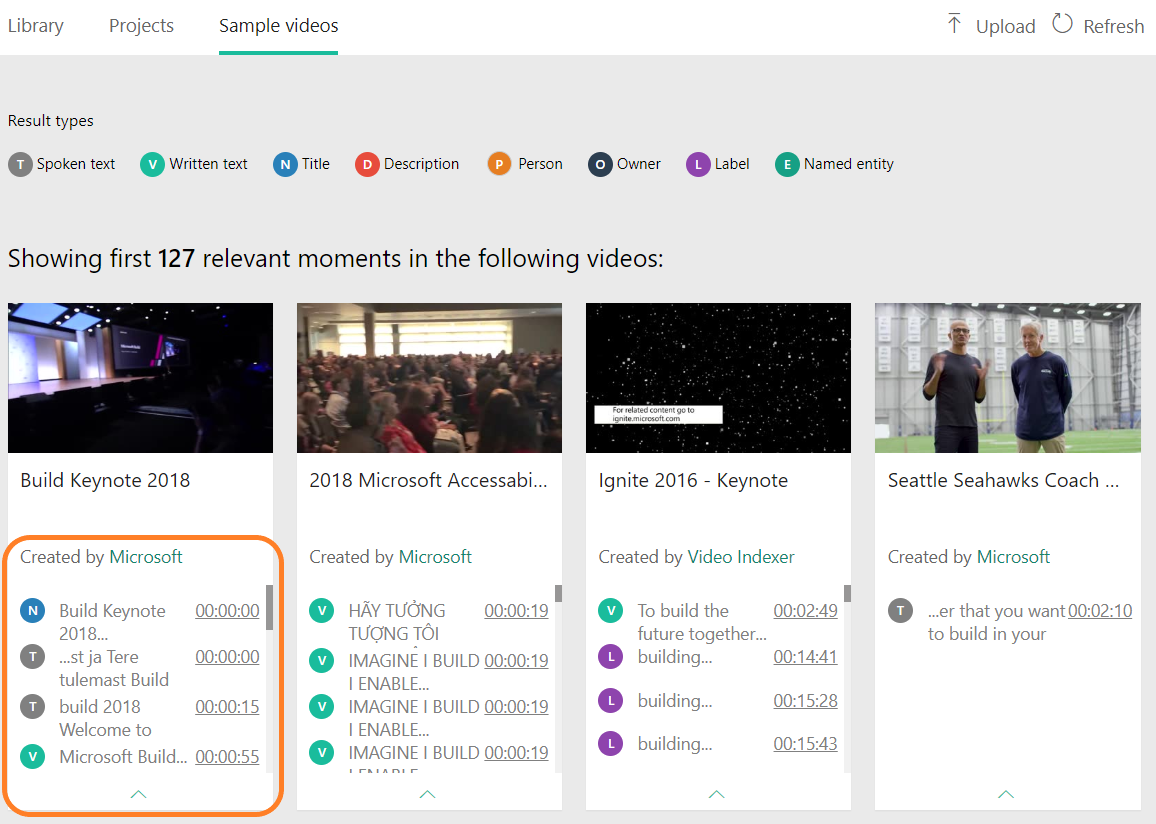 Library Projects Sample videos Upload Refresh
Result types
T Spoken text V Written text N Title D Description P Person O Owner L Label E Named entity
Showing first 127 relevant moments in the following videos:
For related content go to
ignite.microsoft.com
Build Keynote 2018
Created by Microsoft
N Build Keynote 00:00:00
2018...
T ...st ja Tere 00:00:00
tulemast Build
T build 2018 00:00:15
Welcome to
V Microsoft Build... 00:00:55
2018 Microsoft Accessabi...
Created by Microsoft
V HÃY TƯỞNG 00:00:19
TƯỢNG TÔI
V IMAGINE I BUILD 00:00:19
I ENABLE...
V IMAGINE I BUILD 00:00:19
I ENABLE...
V IMAGINE I BUILD 00:00:19
I ENABLE...
Ignite 2016 - Keynote
Created by Video Indexer
V To build the 00:02:49
future together...
L building... 00:14:41
L building... 00:15:28
L building... 00:15:43
Seattle Seahawks Coach ...
Created by Microsoft
T ...er that you want 00:02:10
to build in your